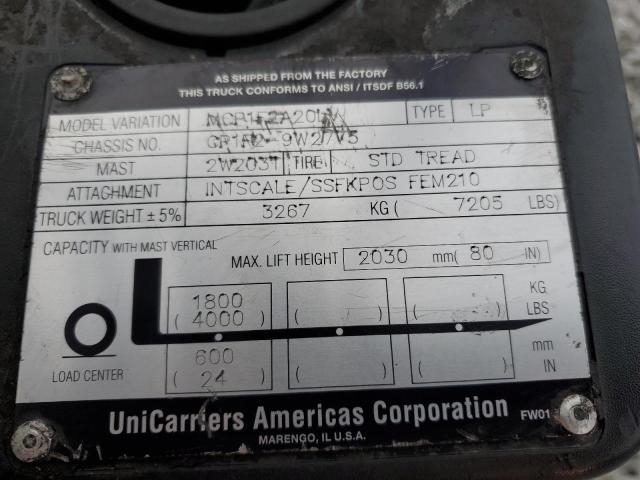 AS SHIPPED FROM THE FACTORY
THIS TRUCK CONFORMS TO ANSI / ITSDF B56.1
MODEL VARIATION TYPE LP
CHASSIS NO.
MAST 2W203T TIRE STD TREAD
ATTACHMENT INTSCALE/SSFKPOS FEM210
TRUCK WEIGHT ± 5% 3267 KG ( 7205 LBS)
CAPACITY WITH MAST VERTICAL
MAX. LIFT HEIGHT 2030 mm( 80 IN)
1800 ( ) ( ) KG
( 4000 ) LBS
600 mm
LOAD CENTER ( 24 ) ( ) ( ) IN
UniCarriers Americas Corporation FW01
MARENGO, IL U.S.A.